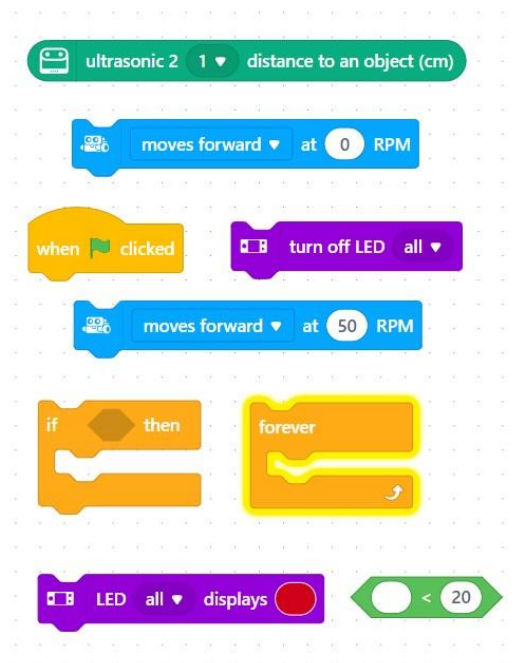 ultrasonic 2 1 distance to an object (cm)
moves forward at 0 RPM
when clicked
turn off LED all
moves forward at 50 RPM
if then
forever
LED all displays
< 20